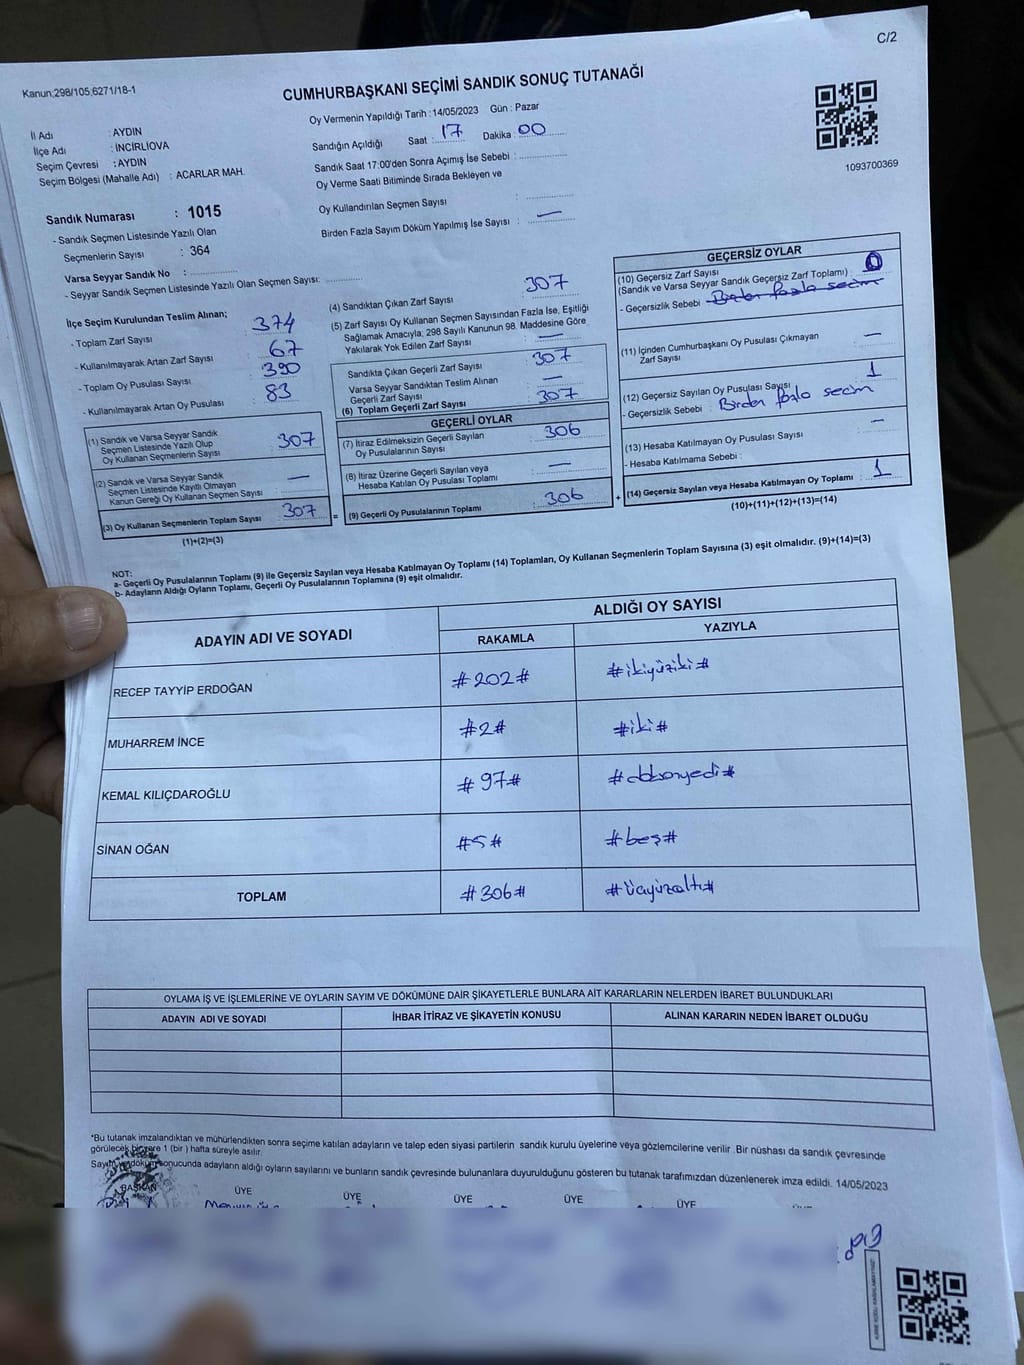 C/2
Kanun;298/105,6271/18-1
CUMHURBAŞKANI SEÇİMİ SANDIK SONUÇ TUTANAĞI
Oy Vermenin Yapıldığı Tarih : 14/05/2023 Gün : Pazar
İl Adı : AYDIN
İlçe Adı : İNCİRLİOVA
Seçim Çevresi : AYDIN
Seçim Bölgesi (Mahalle Adı) : ACARLAR MAH.
Sandığın Açıldığı Saat : 17 Dakika : 00
Sandık Saat 17:00'den Sonra Açımış İse Sebebi :
Oy Verme Saati Bitiminde Sırada Bekleyen ve
Oy Kullandırılan Seçmen Sayısı :
Birden Fazla Sayım Döküm Yapılmış İse Sayısı : —
1093700369
Sandık Numarası : 1015
- Sandık Seçmen Listesinde Yazılı Olan
Seçmenlerin Sayısı : 364
Varsa Seyyar Sandık No :
- Seyyar Sandık Seçmen Listesinde Yazılı Olan Seçmen Sayısı:
İlçe Seçim Kurulundan Teslim Alınan;
- Toplam Zarf Sayısı 374
- Kullanılmayarak Artan Zarf Sayısı 67
- Toplam Oy Pusulası Sayısı 390
- Kullanılmayarak Artan Oy Pusulası 83
(1) Sandık ve Varsa Seyyar Sandık
Seçmen Listesinde Yazılı Olup
Oy Kullanan Seçmenlerin Sayısı : 307
(2) Sandık ve Varsa Seyyar Sandık
Seçmen Listesinde Kayıtlı Olmayan
Kanun Gereği Oy Kullanan Seçmen Sayısı : —
(3) Oy Kullanan Seçmenlerin Toplam Sayısı : 307
(1)+(2)=(3)
(4) Sandıktan Çıkan Zarf Sayısı : 307
(5) Zarf Sayısı Oy Kullanan Seçmen Sayısından Fazla İse, Eşitliği
Sağlamak Amacıyla; 298 Sayılı Kanunun 98. Maddesine Göre
Yakılarak Yok Edilen Zarf Sayısı : —
Sandıkta Çıkan Geçerli Zarf Sayısı : 307
Varsa Seyyar Sandıktan Teslim Alınan
Geçerli Zarf Sayısı : —
(6) Toplam Geçerli Zarf Sayısı : 307
GEÇERLİ OYLAR
(7) İtiraz Edilmeksizin Geçerli Sayılan
Oy Pusulalarının Sayısı : 306
(8) İtiraz Üzerine Geçerli Sayılan veya
Hesaba Katılan Oy Pusulası Toplamı : —
= (9) Geçerli Oy Pusulalarının Toplamı : 306
GEÇERSİZ OYLAR
(10) Geçersiz Zarf Sayısı
(Sandık ve Varsa Seyyar Sandık Geçersiz Zarf Toplamı) : 0
- Geçersizlik Sebebi : Birden fazla secim
(11) İçinden Cumhurbaşkanı Oy Pusulası Çıkmayan
Zarf Sayısı : —
(12) Geçersiz Sayılan Oy Pusulası Sayısı : 1
- Geçersizlik Sebebi : Birden fazla secim
(13) Hesaba Katılmayan Oy Pusulası Sayısı : —
- Hesaba Katılmama Sebebi :
+ (14) Geçersiz Sayılan veya Hesaba Katılmayan Oy Toplamı : 1
(10)+(11)+(12)+(13)=(14)
NOT:
a- Geçerli Oy Pusulalarının Toplamı (9) ile Geçersiz Sayılan veya Hesaba Katılmayan Oy Toplamı (14) Toplamları, Oy Kullanan Seçmenlerin Toplam Sayısına (3) eşit olmalıdır. (9)+(14)=(3)
b- Adayların Aldığı Oyların Toplamı, Geçerli Oy Pusulalarının Toplamına (9) eşit olmalıdır.
ADAYIN ADI VE SOYADI ALDIĞI OY SAYISI
RAKAMLA YAZIYLA
RECEP TAYYİP ERDOĞAN #202# #ikiyüziki#
MUHARREM İNCE #2# #iki#
KEMAL KILIÇDAROĞLU #97# #doksanyedi#
SİNAN OĞAN #5# #beş#
TOPLAM #306# #Üçyüzaltı#
OYLAMA İŞ VE İŞLEMLERİNE VE OYLARIN SAYIM VE DÖKÜMÜNE DAİR ŞİKAYETLERLE BUNLARA AİT KARARLARIN NELERDEN İBARET BULUNDUKLARI
ADAYIN ADI VE SOYADI İHBAR İTİRAZ VE ŞİKAYETİN KONUSU ALINAN KARARIN NEDEN İBARET OLDUĞU
*Bu tutanak imzalandıktan ve mühürlendikten sonra seçime katılan adayların ve talep eden siyasi partilerin sandık kurulu üyelerine veya gözlemcilerine verilir .Bir nüshası da sandık çevresinde
görülecek bir yere 1 (bir ) hafta süreyle asılır.
Sayım döküm sonucunda adayların aldığı oyların sayılarını ve bunların sandık çevresinde bulunanlara duyurulduğunu gösteren bu tutanak tarafımızdan düzenlenerek imza edildi. 14/05/2023
BAŞKAN ÜYE ÜYE ÜYE ÜYE ÜYE